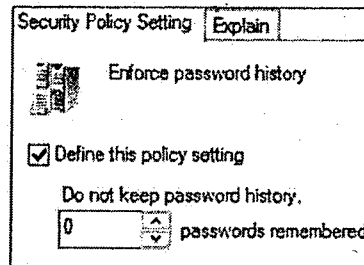 Security Policy Setting Explain
Enforce password history
Define this policy setting
Do not keep password history.
0 passwords remembered